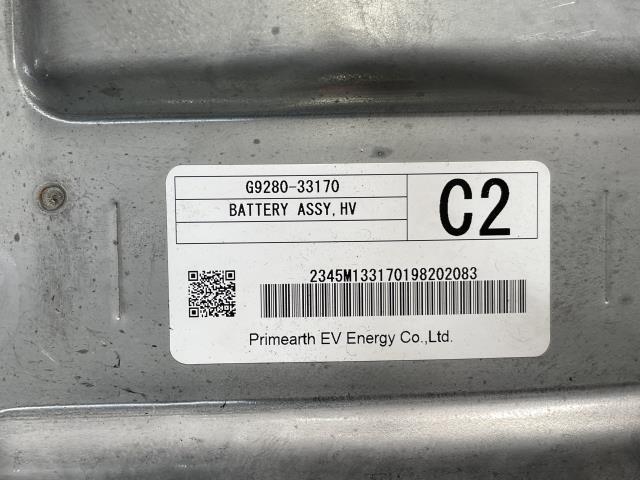 G9280-33170
BATTERY ASSY, HV
C2
2345M133170198202083
Primearth EV Energy Co.,Ltd.